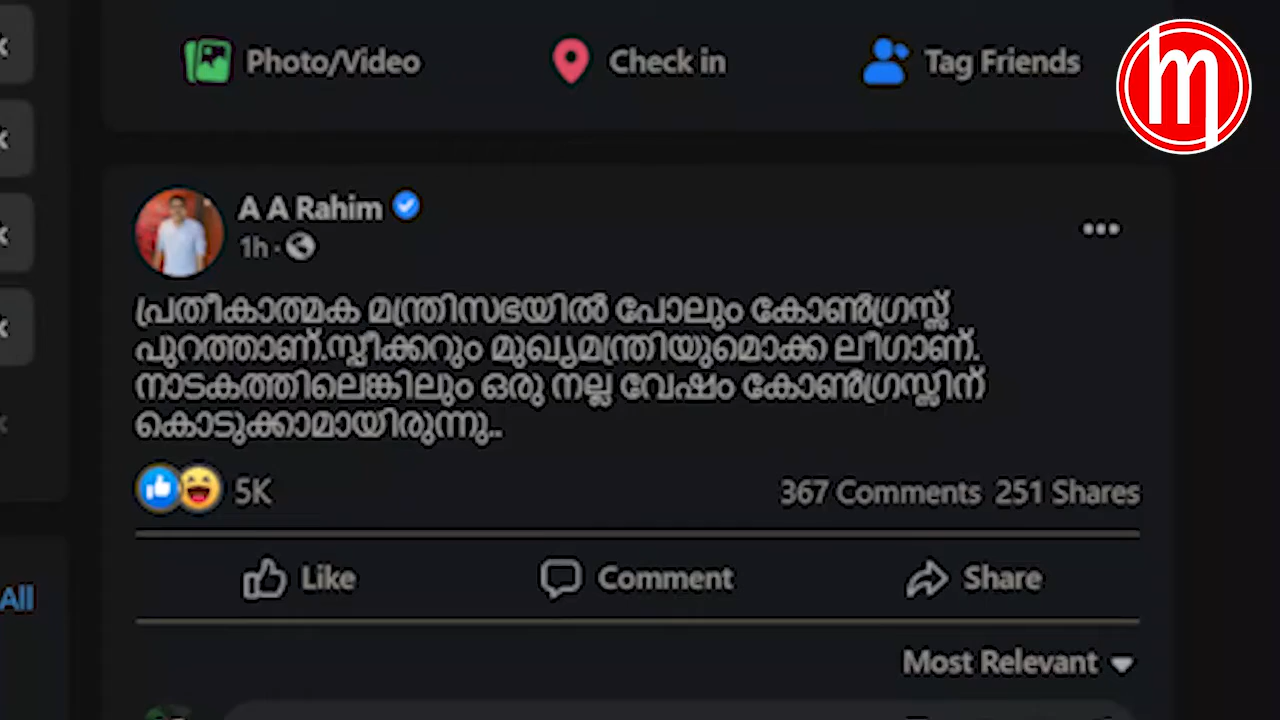 Photo/Video Check in Tag Friends
A A Rahim
1h ·
പ്രതീകാത്മക മന്ത്രിസഭയിൽ പോലും കോൺഗ്രസ്സ്
പുറത്താണ്.സ്പീക്കറും മുഖ്യമന്ത്രിയുമൊക്ക ലീഗാണ്.
നാടകത്തിലെങ്കിലും ഒരു നല്ല വേഷം കോൺഗ്രസ്സിന്
കൊടുക്കാമായിരുന്നു..
5K 367 Comments 251 Shares
Like Comment Share
All
Most Relevant